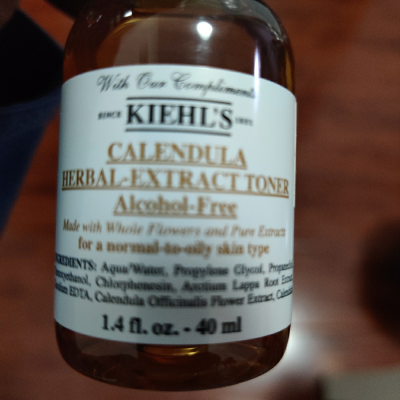 With Our Compliments
SINCE KIEHL'S 1851
CALENDULA
HERBAL-EXTRACT TONER
Alcohol-Free
Made with Whole Flowers and Pure Extracts
for a normal-to-oily skin type
INGREDIENTS: Aqua/Water, Propylene Glycol,
Chlorphenesin, Arctium Lappa Root
EDTA, Calendula Officinalis Flower Extract,
1.4 fl. oz. - 40 ml